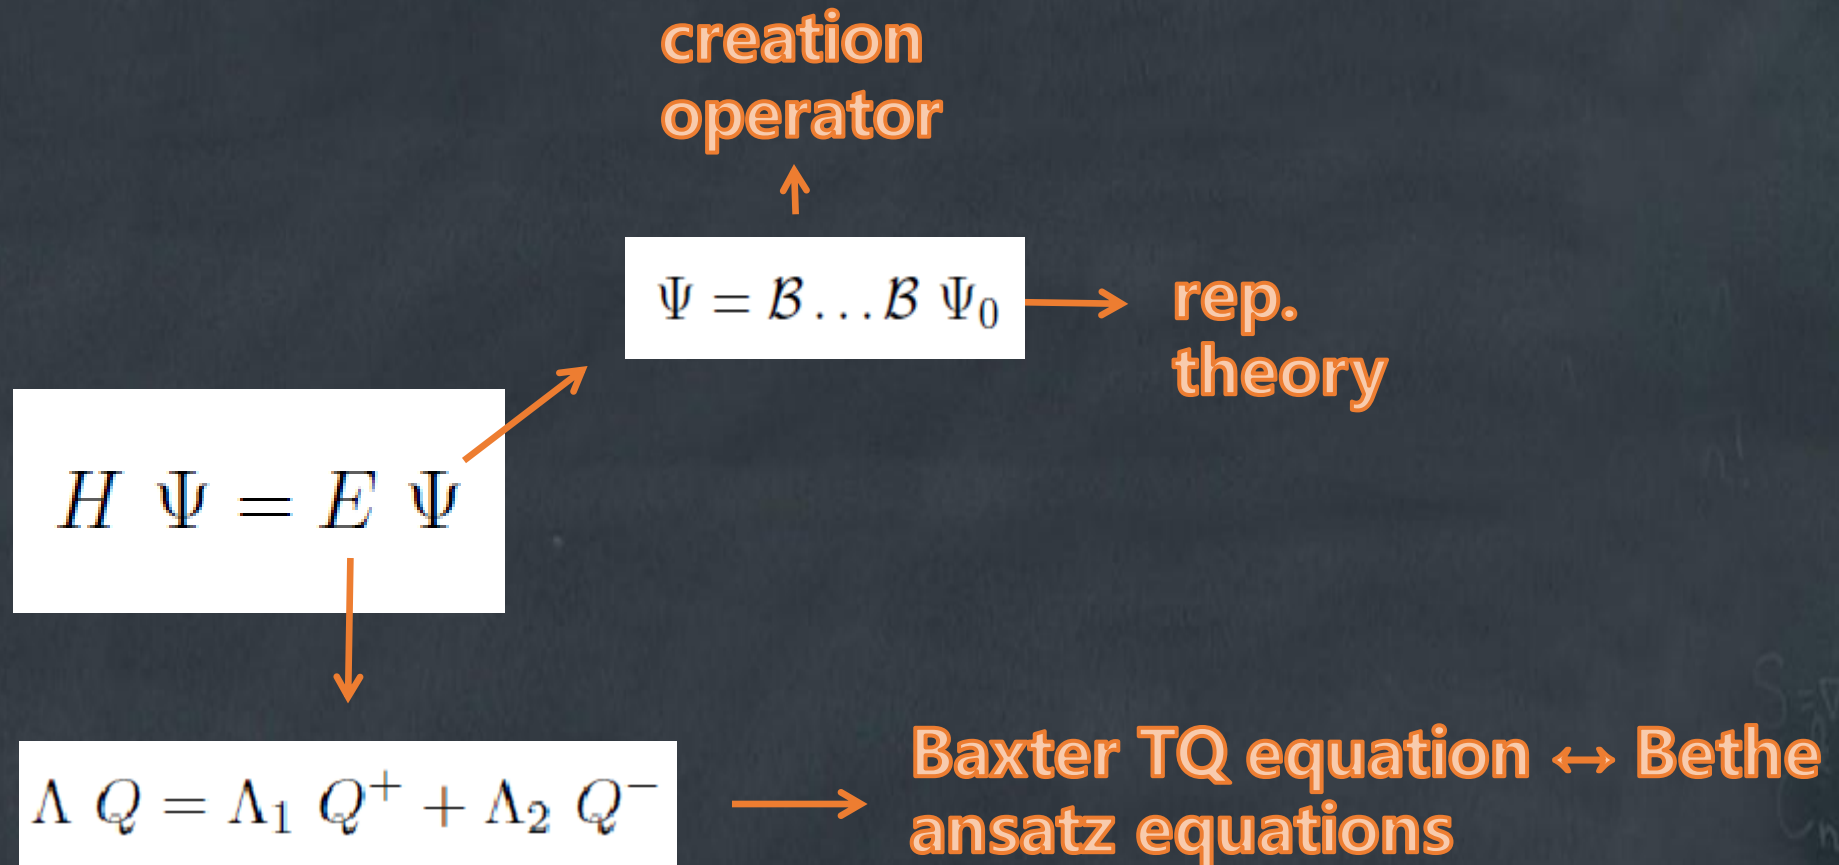 creation
operator
Ψ = ℬ...ℬ Ψ₀
rep.
theory
H Ψ = E Ψ
Λ Q = Λ₁ Q⁺ + Λ₂ Q⁻
Baxter TQ equation ↔ Bethe
ansatz equations